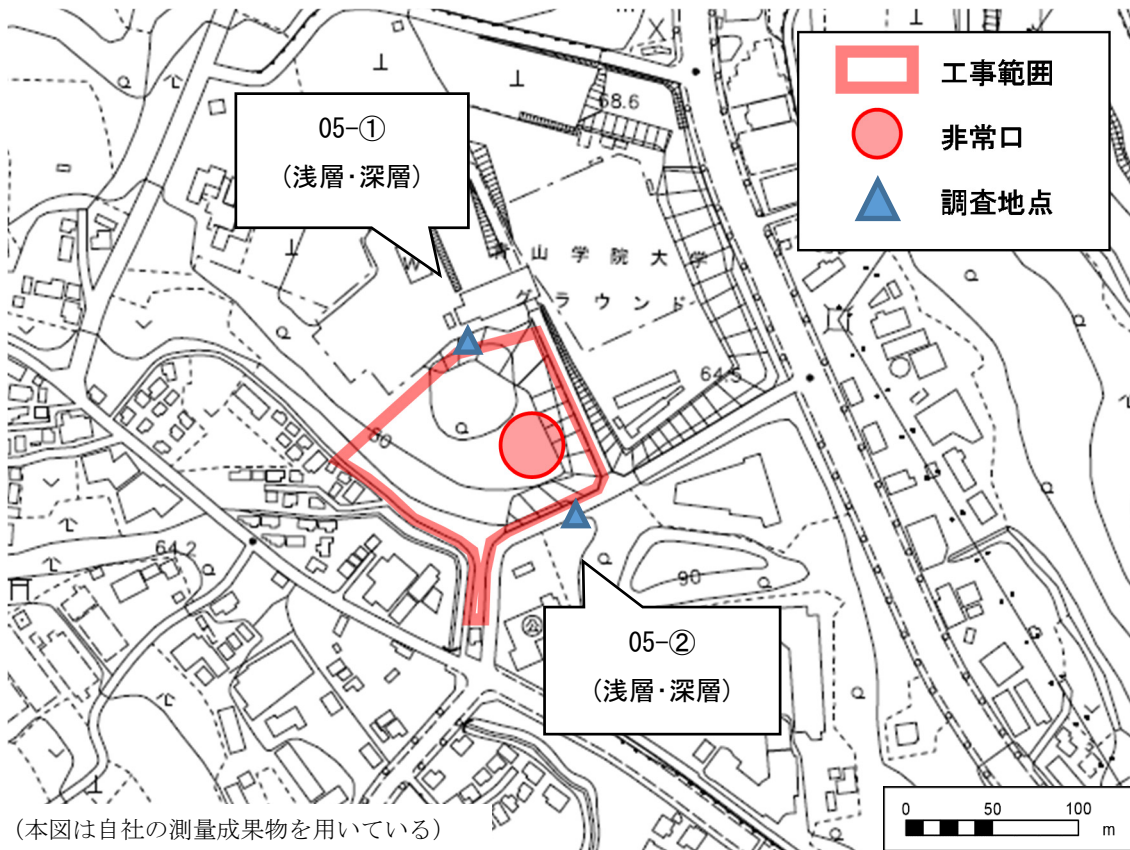 工事範囲
非常口
調査地点
68.6
05-①
(浅層・深層)
山学院大学
グラウンド
64.5
60
64.2
90
05-②
(浅層・深層)
0 50 100
m
(本図は自社の測量成果物を用いている)